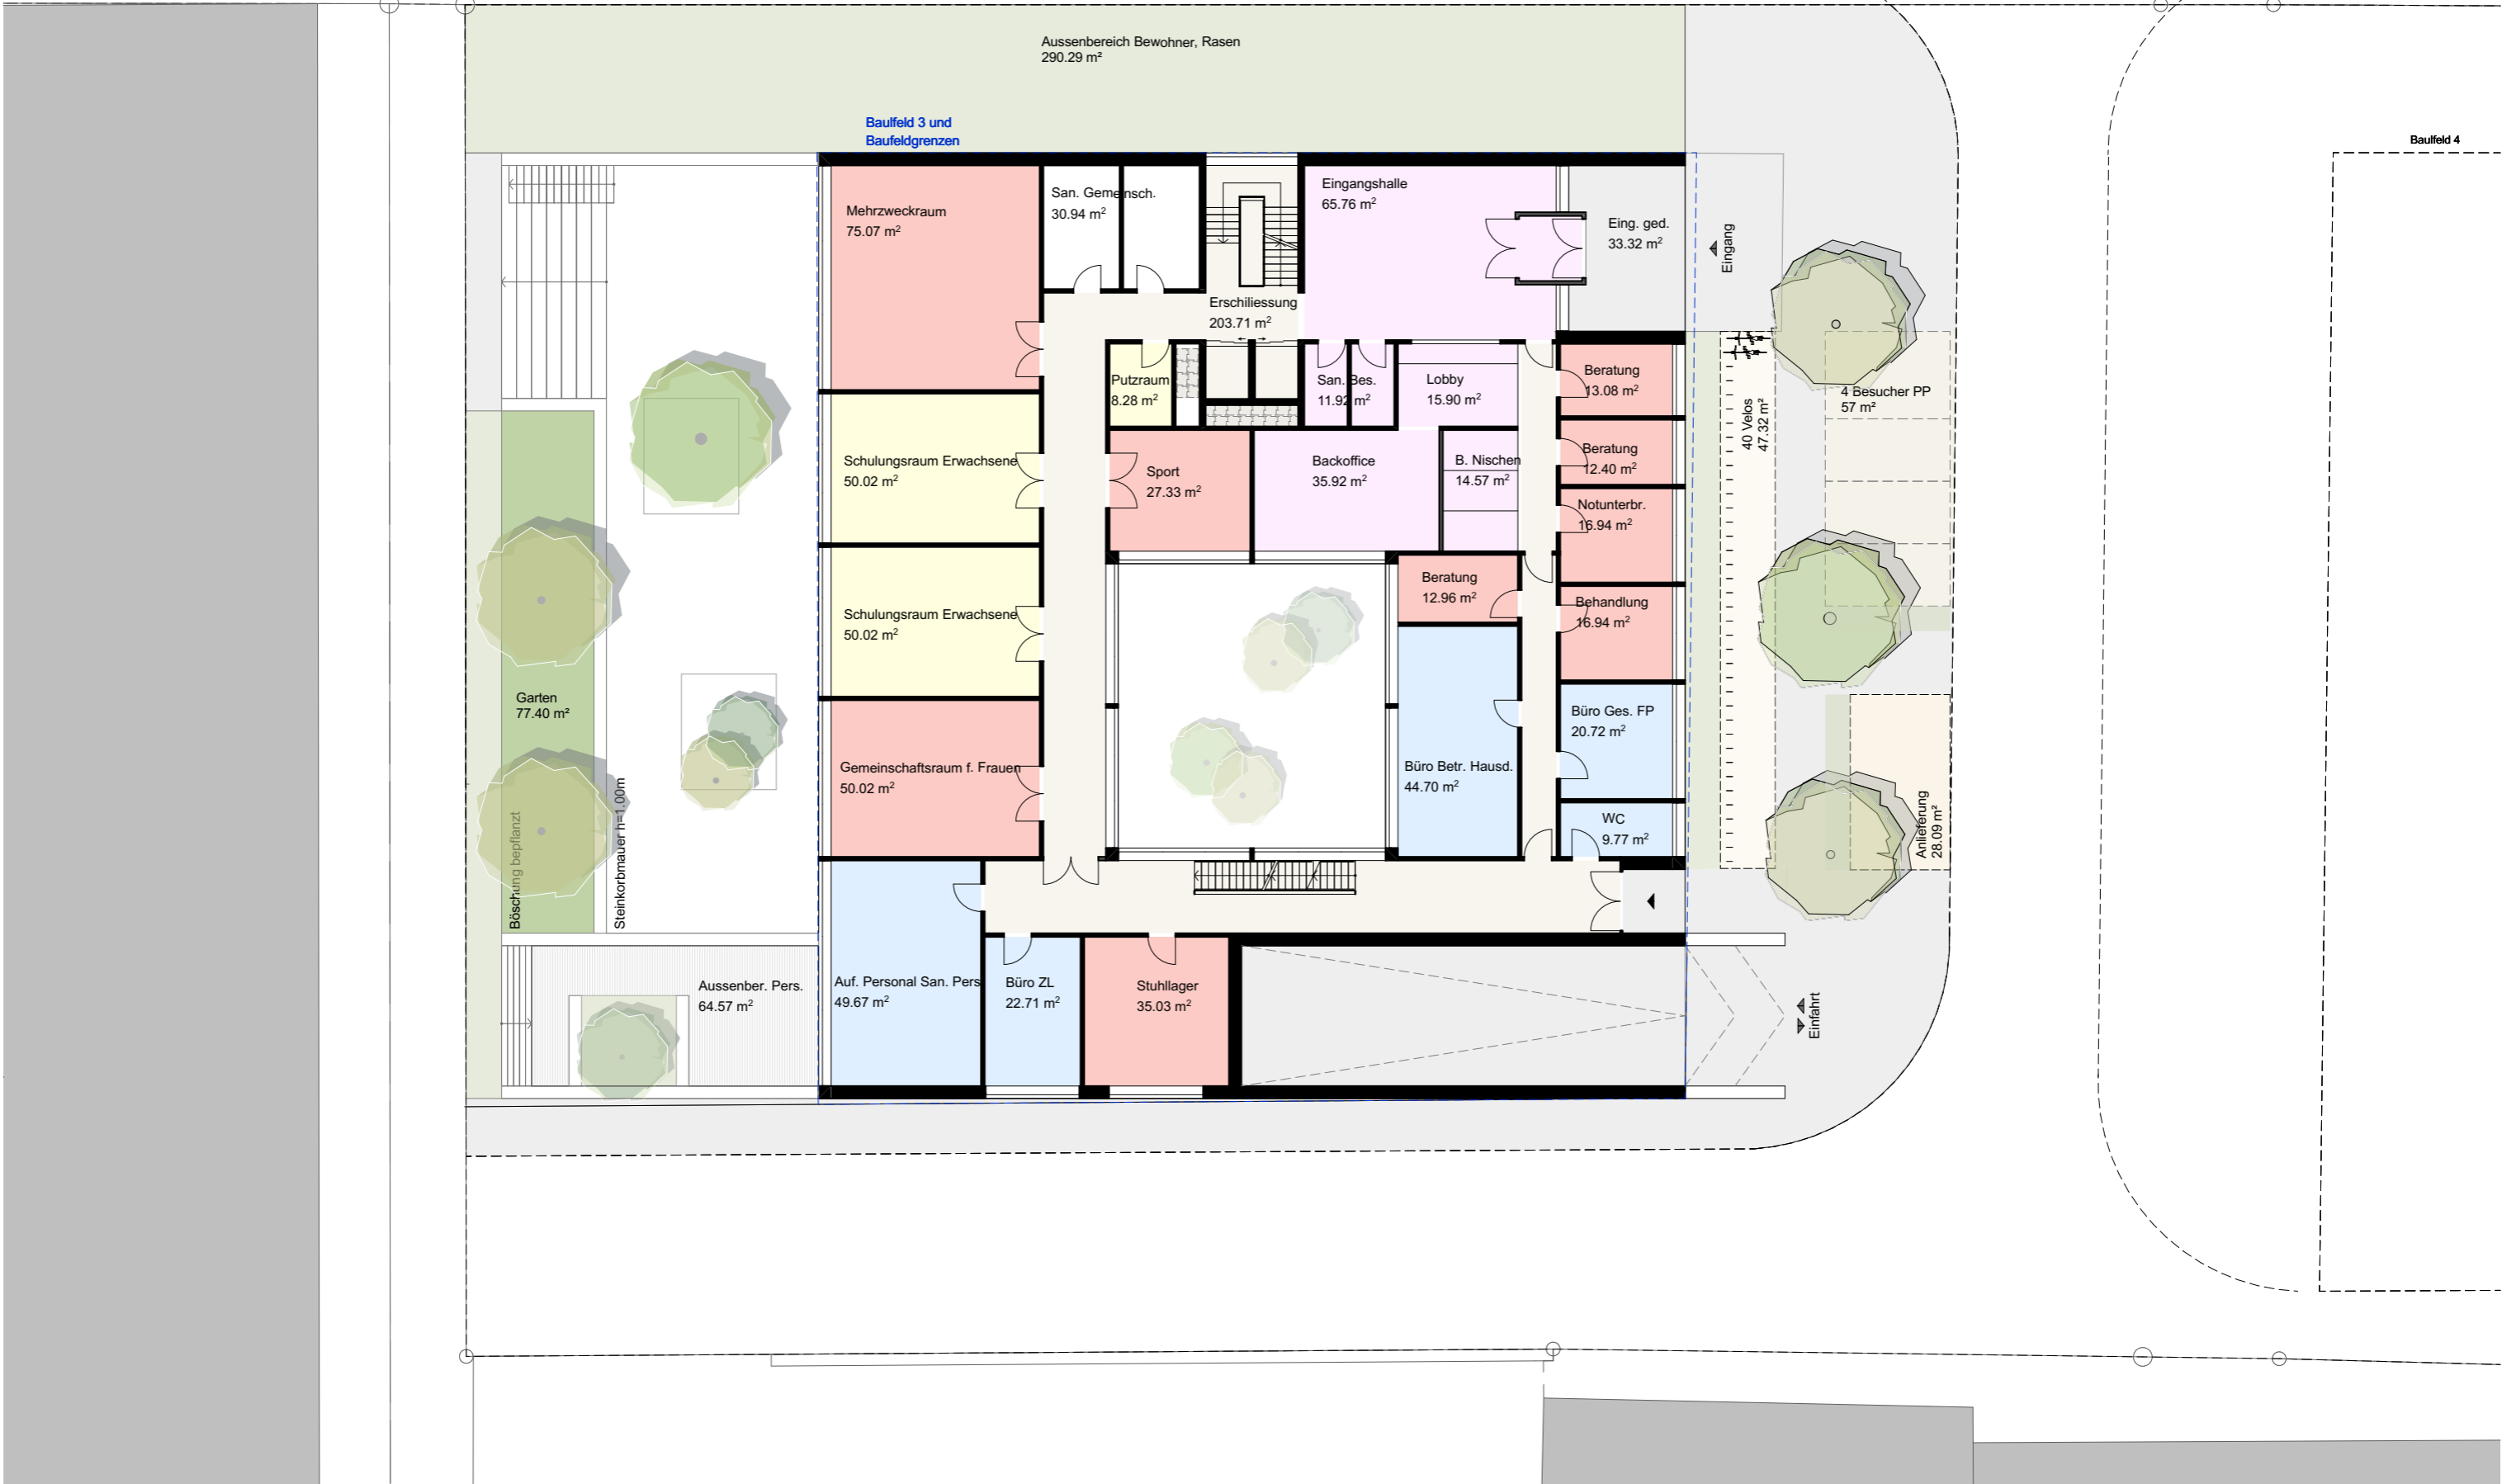 Aussenbereich Bewohner, Rasen
290.29 m²
Baulfeld 3 und
Baufeldgrenzen
Baulfeld 4
Mehrzweckraum
75.07 m²
San. Gemeinsch.
30.94 m²
Eingangshalle
65.76 m²
Eing. ged.
33.32 m²
Eingang
Erschiliessung
203.71 m²
Putzraum
8.28 m²
San. Bes.
11.92 m²
Lobby
15.90 m²
Beratung
13.08 m²
40 Velos
47.32 m²
4 Besucher PP
57 m²
Schulungsraum Erwachsene
50.02 m²
Sport
27.33 m²
Backoffice
35.92 m²
B. Nischen
14.57 m²
Beratung
12.40 m²
Notunterbr.
16.94 m²
Schulungsraum Erwachsene
50.02 m²
Beratung
12.96 m²
Behandlung
16.94 m²
Garten
77.40 m²
Büro Ges. FP
20.72 m²
Gemeinschaftsraum f. Frauen
50.02 m²
Büro Betr. Hausd.
44.70 m²
WC
9.77 m²
Anlieferung
28.09 m²
Böschung bepflanzt
Steinkorbmauer h=1.00m
Aussenber. Pers.
64.57 m²
Auf. Personal San. Pers
49.67 m²
Büro ZL
22.71 m²
Stuhllager
35.03 m²
Einfahrt